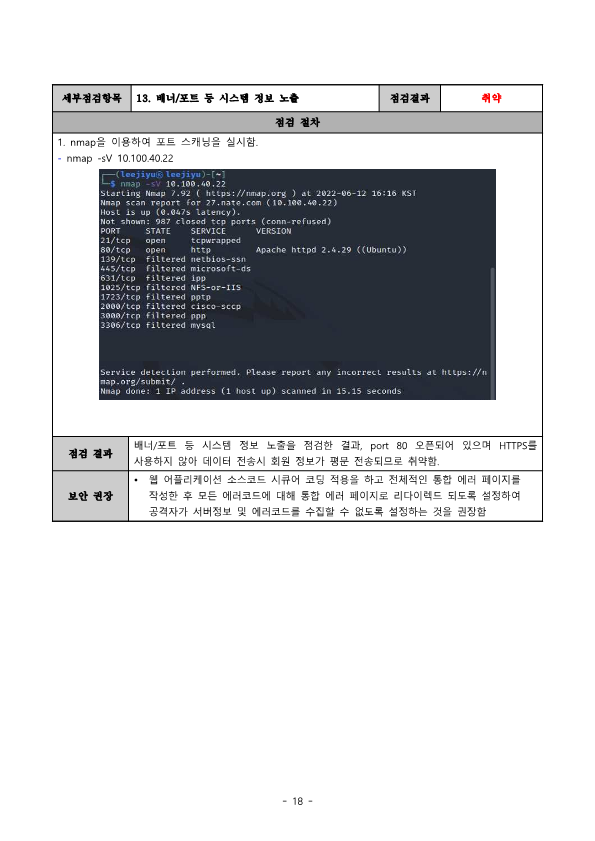 세부점검항목 13. 배너/포트 등 시스템 정보 노출 점검결과 취약
점검 절차
1. nmap을 이용하여 포트 스캐닝을 실시함.
- nmap -sV 10.100.40.22
┌──(leejiyu㉿leejiyu)-[~]
└─$ nmap -sV 10.100.40.22
Starting Nmap 7.92 ( https://nmap.org ) at 2022-06-12 16:16 KST
Nmap scan report for 27.nate.com (10.100.40.22)
Host is up (0.047s latency).
Not shown: 987 closed tcp ports (conn-refused)
PORT STATE SERVICE VERSION
21/tcp open tcpwrapped
80/tcp open http Apache httpd 2.4.29 ((Ubuntu))
139/tcp filtered netbios-ssn
445/tcp filtered microsoft-ds
631/tcp filtered ipp
1025/tcp filtered NFS-or-IIS
1723/tcp filtered pptp
2000/tcp filtered cisco-sccp
3000/tcp filtered ppp
3306/tcp filtered mysql
Service detection performed. Please report any incorrect results at https://n
map.org/submit/ .
Nmap done: 1 IP address (1 host up) scanned in 15.15 seconds
점검 결과
배너/포트 등 시스템 정보 노출을 점검한 결과, port 80 오픈되어 있으며 HTTPS를
사용하지 않아 데이터 전송시 회원 정보가 평문 전송되므로 취약함.
보안 권장
• 웹 어플리케이션 소스코드 시큐어 코딩 적용을 하고 전체적인 통합 에러 페이지를
작성한 후 모든 에러코드에 대해 통합 에러 페이지로 리다이렉드 되도록 설정하여
공격자가 서버정보 및 에러코드를 수집할 수 없도록 설정하는 것을 권장함
- 18 -